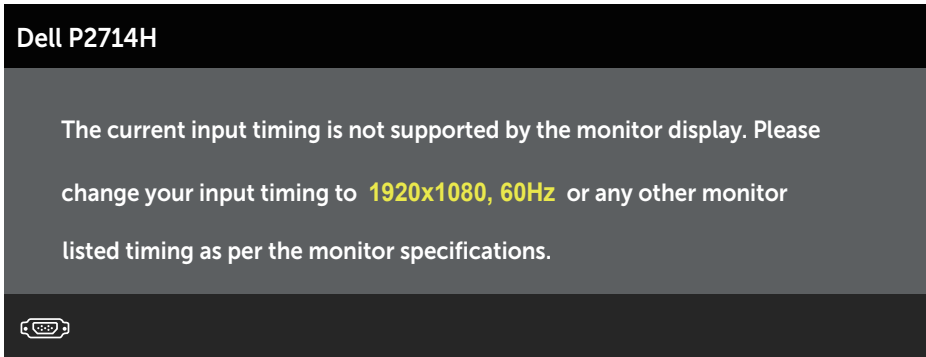 Dell P2714H
The current input timing is not supported by the monitor display. Please
change your input timing to 1920x1080, 60Hz or any other monitor
listed timing as per the monitor specifications.